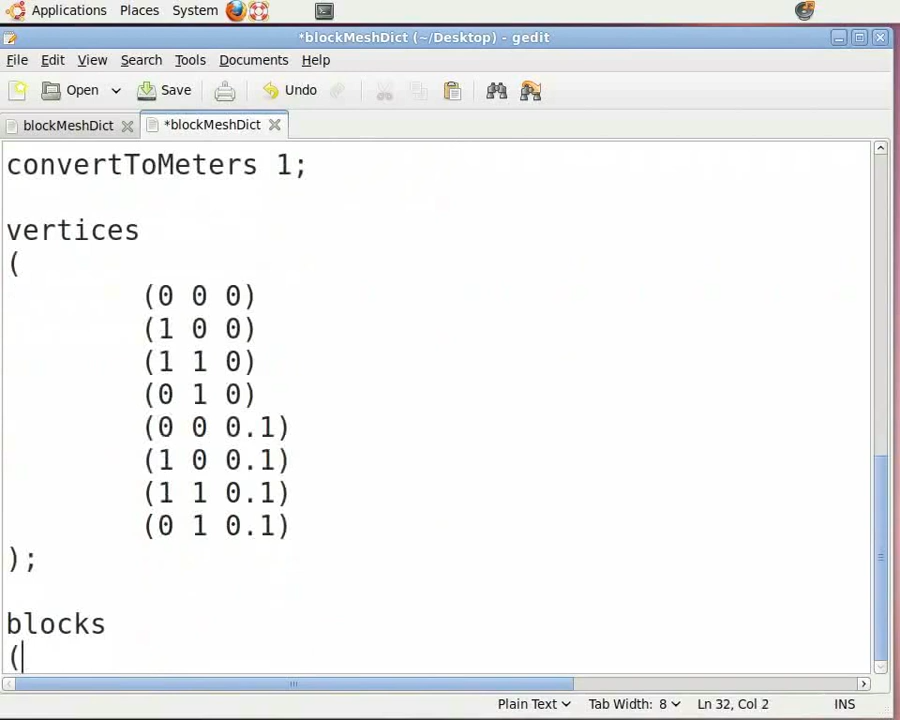 Applications Places System
*blockMeshDict (~/Desktop) - gedit
File Edit View Search Tools Documents Help
Open Save Undo
blockMeshDict *blockMeshDict
convertToMeters 1;
vertices
(
(0 0 0)
(1 0 0)
(1 1 0)
(0 1 0)
(0 0 0.1)
(1 0 0.1)
(1 1 0.1)
(0 1 0.1)
);
blocks
(
Plain Text Tab Width: 8 Ln 32, Col 2 INS